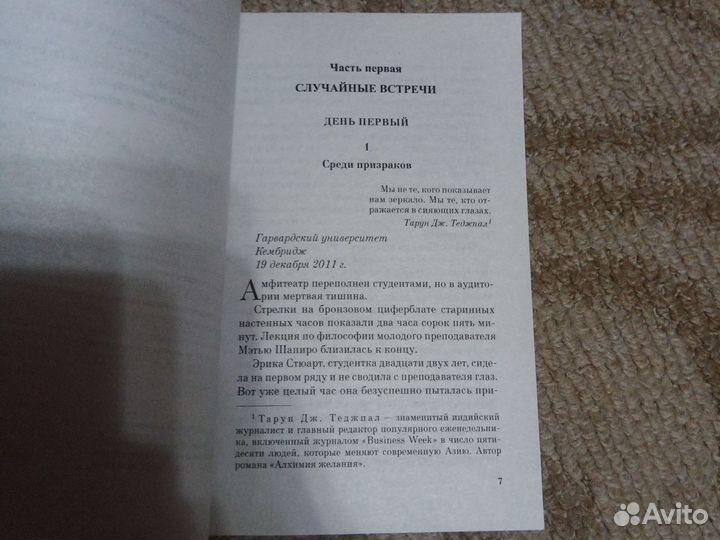 Часть первая
СЛУЧАЙНЫЕ ВСТРЕЧИ
ДЕНЬ ПЕРВЫЙ
1
Среди призраков
Мы не те, кого показывает
нам зеркало. Мы те, кто от-
ражается в сияющих глазах.
Тарун Дж. Теджпал¹
Гарвардский университет
Кембридж
19 декабря 2011 г.
Амфитеатр переполнен студентами, но в аудито-
рии мертвая тишина.
Стрелки на бронзовом циферблате старинных
настенных часов показали два часа сорок пять ми-
нут. Лекция по философии молодого преподавателя
Мэтью Шапиро близилась к концу.
Эрика Стюарт, студентка двадцати двух лет, сиде-
ла на первом ряду и не сводила с преподавателя глаз.
Вот уже целый час она безуспешно пыталась при-
¹ Тарун Дж. Теджпал — знаменитый индийский
журналист и главный редактор популярного еженедельни-
ка, включенный журналом «Business Week» в число пяти-
десяти людей, которые меняют современную Азию. Автор
романа «Алхимия желания».
7
Avito